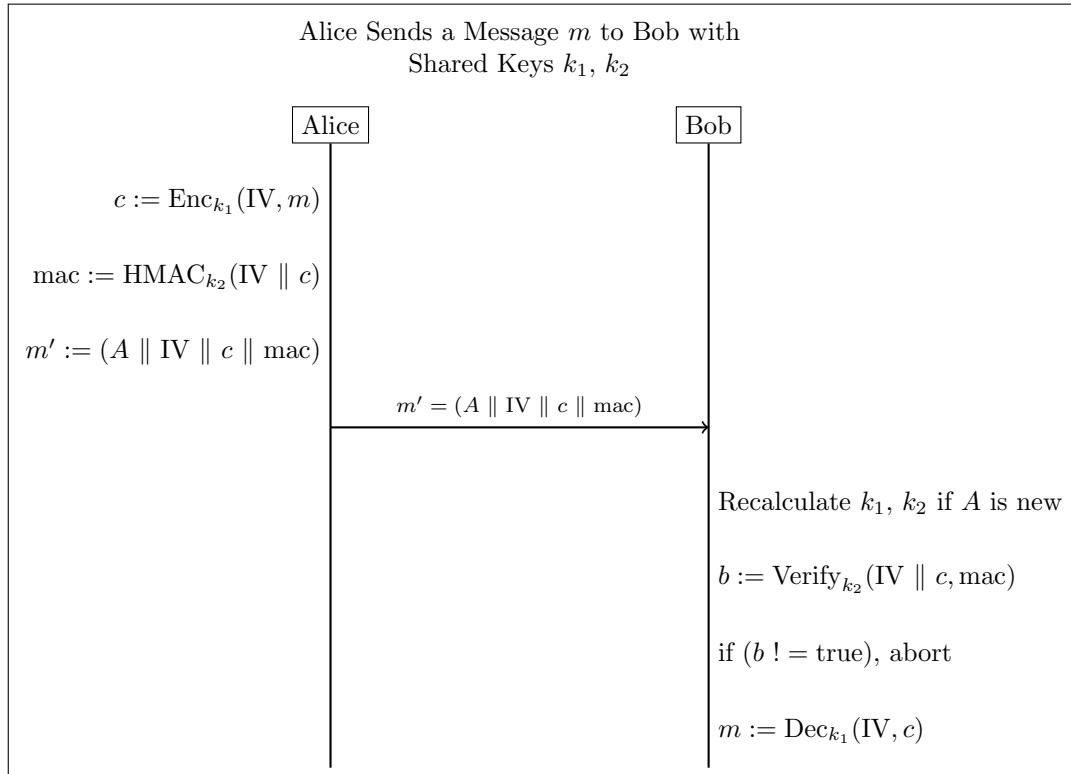 Alice Sends a Message m to Bob with
Shared Keys k₁, k₂
Alice
Bob
c := Enc_{k₁}(IV, m)
mac := HMAC_{k₂}(IV ∥ c)
m′ := (A ∥ IV ∥ c ∥ mac)
m′ = (A ∥ IV ∥ c ∥ mac)
Recalculate k₁, k₂ if A is new
b := Verify_{k₂}(IV ∥ c, mac)
if (b ! = true), abort
m := Dec_{k₁}(IV, c)